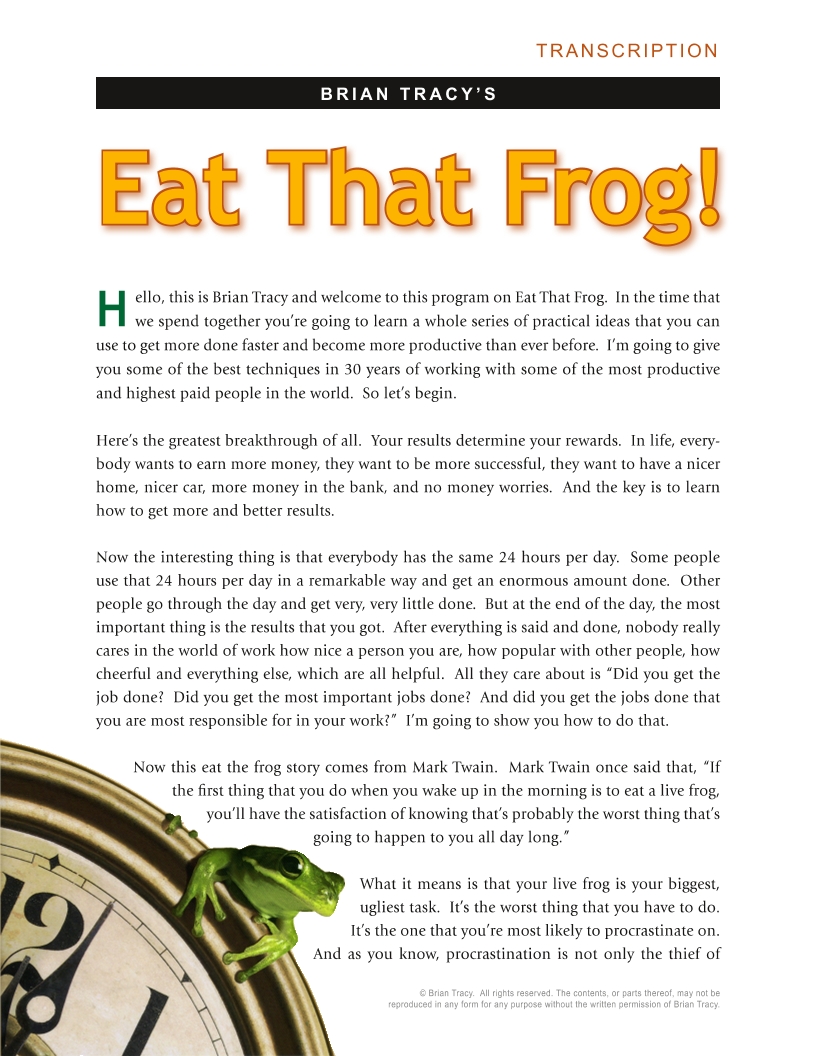 TRANSCRIPTION
BRIAN TRACY’S
Eat That Frog!
Hello, this is Brian Tracy and welcome to this program on Eat That Frog.  In the time that
we spend together you’re going to learn a whole series of practical ideas that you can
use to get more done faster and become more productive than ever before.  I’m going to give
you some of the best techniques in 30 years of working with some of the most productive
and highest paid people in the world.  So let’s begin.
Here’s the greatest breakthrough of all.  Your results determine your rewards.  In life, every-
body wants to earn more money, they want to be more successful, they want to have a nicer
home, nicer car, more money in the bank, and no money worries.  And the key is to learn
how to get more and better results.
Now the interesting thing is that everybody has the same 24 hours per day.  Some people
use that 24 hours per day in a remarkable way and get an enormous amount done.  Other
people go through the day and get very, very little done.  But at the end of the day, the most
important thing is the results that you got.  After everything is said and done, nobody really
cares in the world of work how nice a person you are, how popular with other people, how
cheerful and everything else, which are all helpful.  All they care about is “Did you get the
job done?  Did you get the most important jobs done?  And did you get the jobs done that
you are most responsible for in your work?”  I’m going to show you how to do that.
Now this eat the frog story comes from Mark Twain.  Mark Twain once said that, “If
the first thing that you do when you wake up in the morning is to eat a live frog,
you’ll have the satisfaction of knowing that’s probably the worst thing that’s
going to happen to you all day long.”
What it means is that your live frog is your biggest,
ugliest task.  It’s the worst thing that you have to do.
It’s the one that you’re most likely to procrastinate on.
And as you know, procrastination is not only the thief of
12
1
© Brian Tracy.  All rights reserved. The contents, or parts thereof, may not be
reproduced in any form for any purpose without the written permission of Brian Tracy.